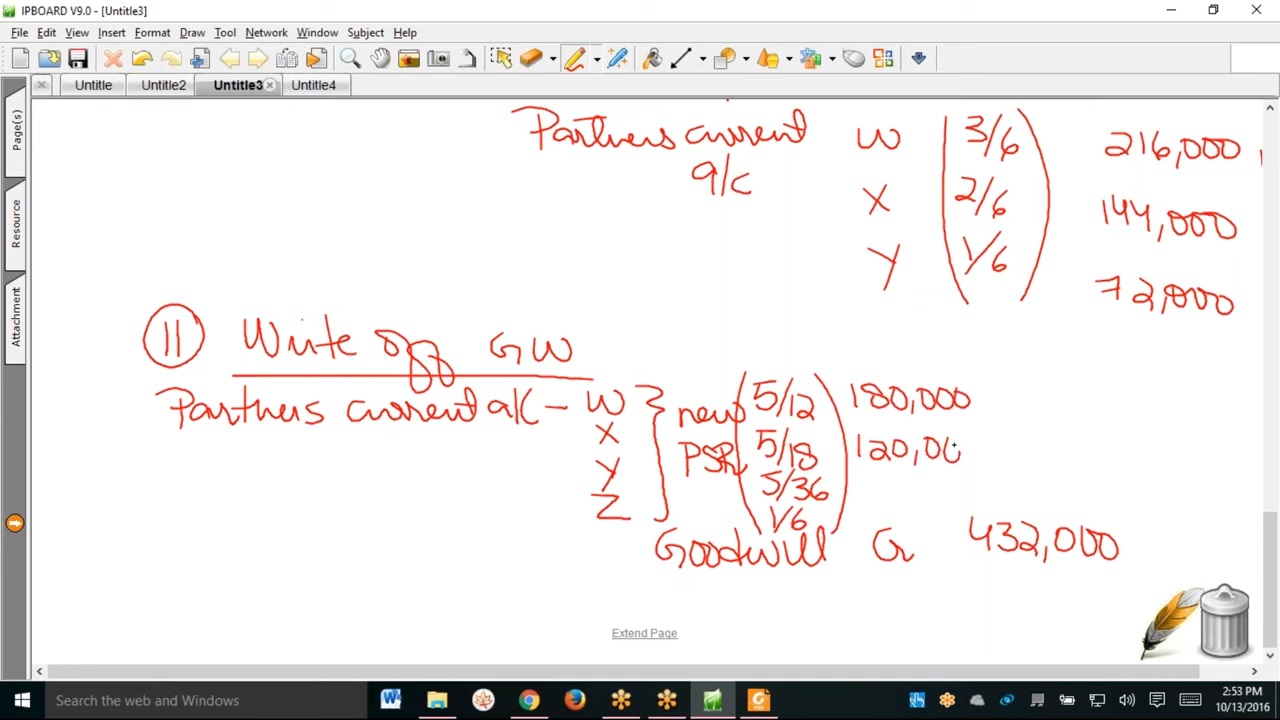 IPBOARD V9.0 - [Untitle3]
File Edit View Insert Format Draw Tool Network Window Subject Help
Untitle Untitle2 Untitle3 Untitle4
Page(s)
Resource
Attachment
Partners current W 3/6 216,000
a/c X 2/6 144,000
Y 1/6 72,000
11 Write off GW
Partners current a/c - W new 5/12 180,000
X PSR 5/18 120,00
Y 5/36
Z 1/6
Goodwill Cr 432,000
Extend Page
Search the web and Windows
2:53 PM
10/13/2016